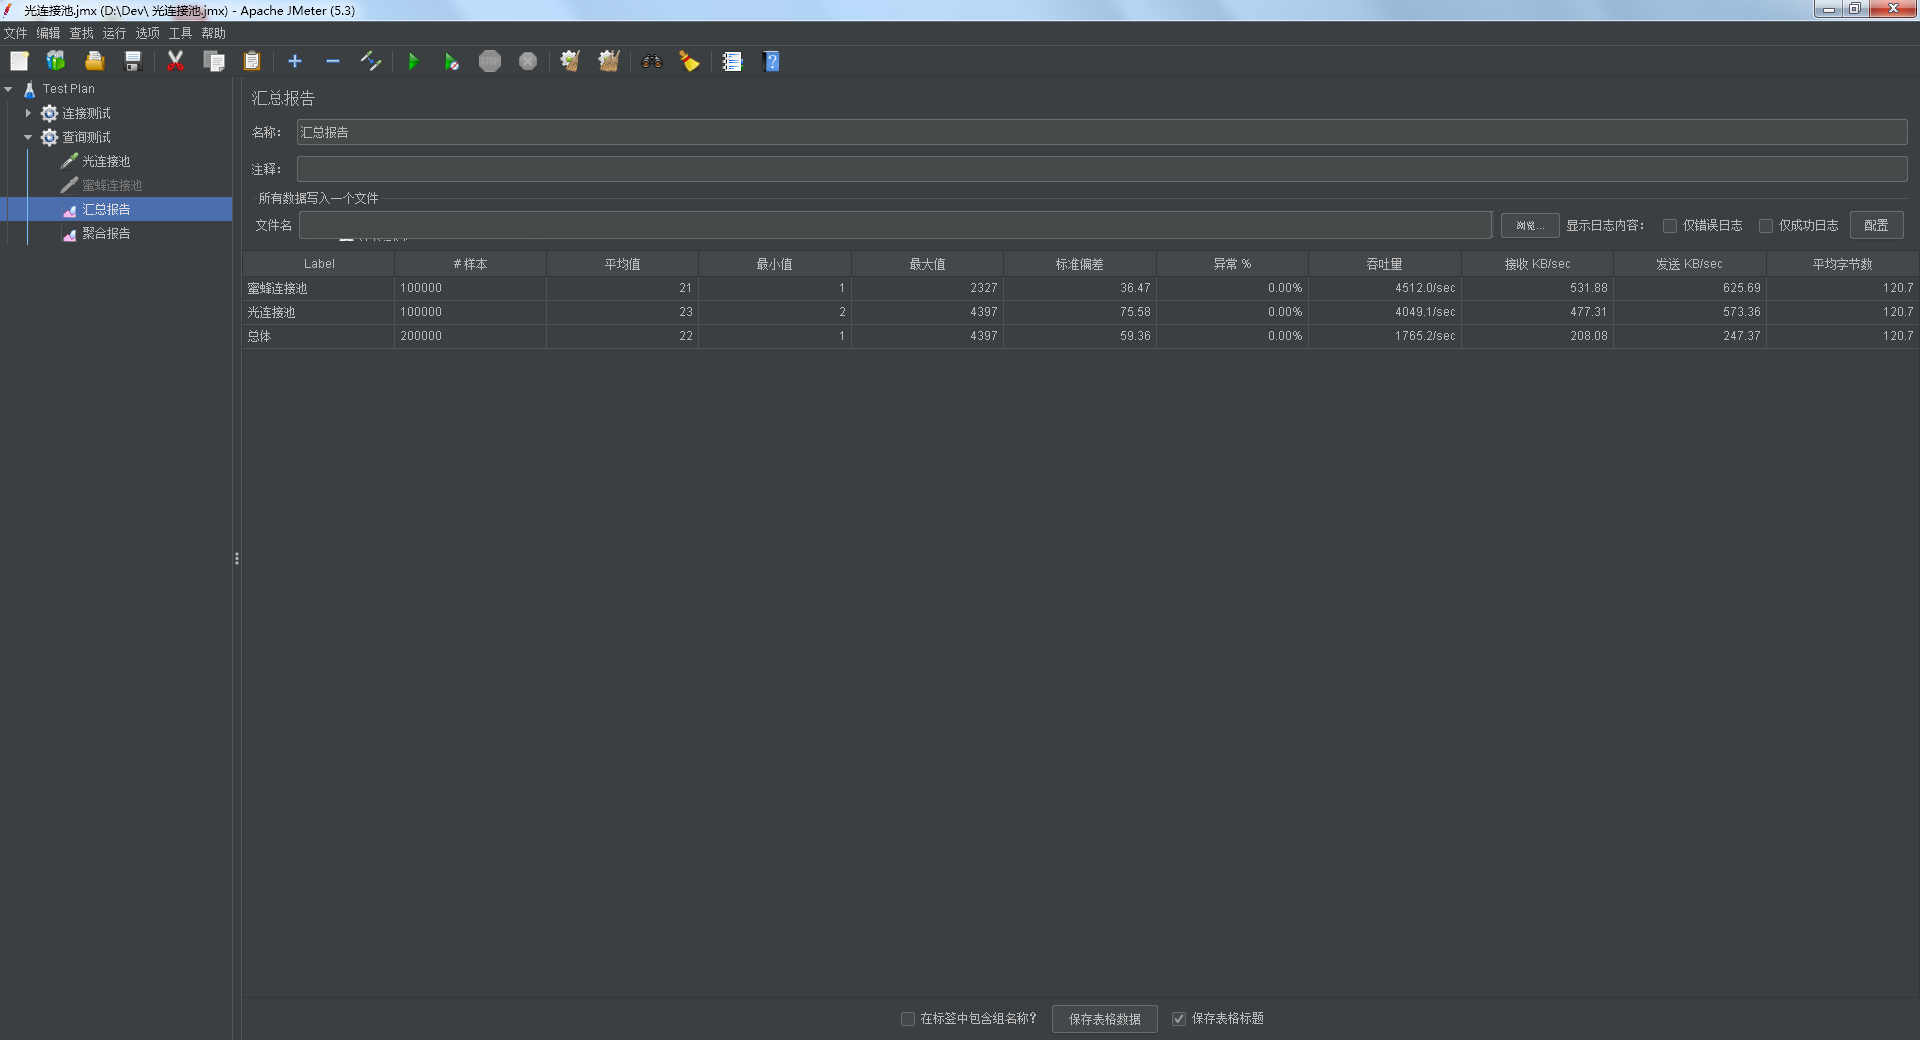 光连接池.jmx (D:\Dev\ 光连接池.jmx) - Apache JMeter (5.3)
文件 编辑 查找 运行 选项 工具 帮助
STOP
Test Plan
连接测试
查询测试
光连接池
蜜蜂连接池
汇总报告
聚合报告
汇总报告
名称： 汇总报告
注释：
所有数据写入一个文件
文件名 浏览... 显示日志内容： 仅错误日志 仅成功日志 配置
Label # 样本 平均值 最小值 最大值 标准偏差 异常 % 吞吐量 接收 KB/sec 发送 KB/sec 平均字节数
蜜蜂连接池 100000 21 1 2327 36.47 0.00% 4512.0/sec 531.88 625.69 120.7
光连接池 100000 23 2 4397 75.58 0.00% 4049.1/sec 477.31 573.36 120.7
总体 200000 22 1 4397 59.36 0.00% 1765.2/sec 208.08 247.37 120.7
在标签中包含组名称？ 保存表格数据 保存表格标题